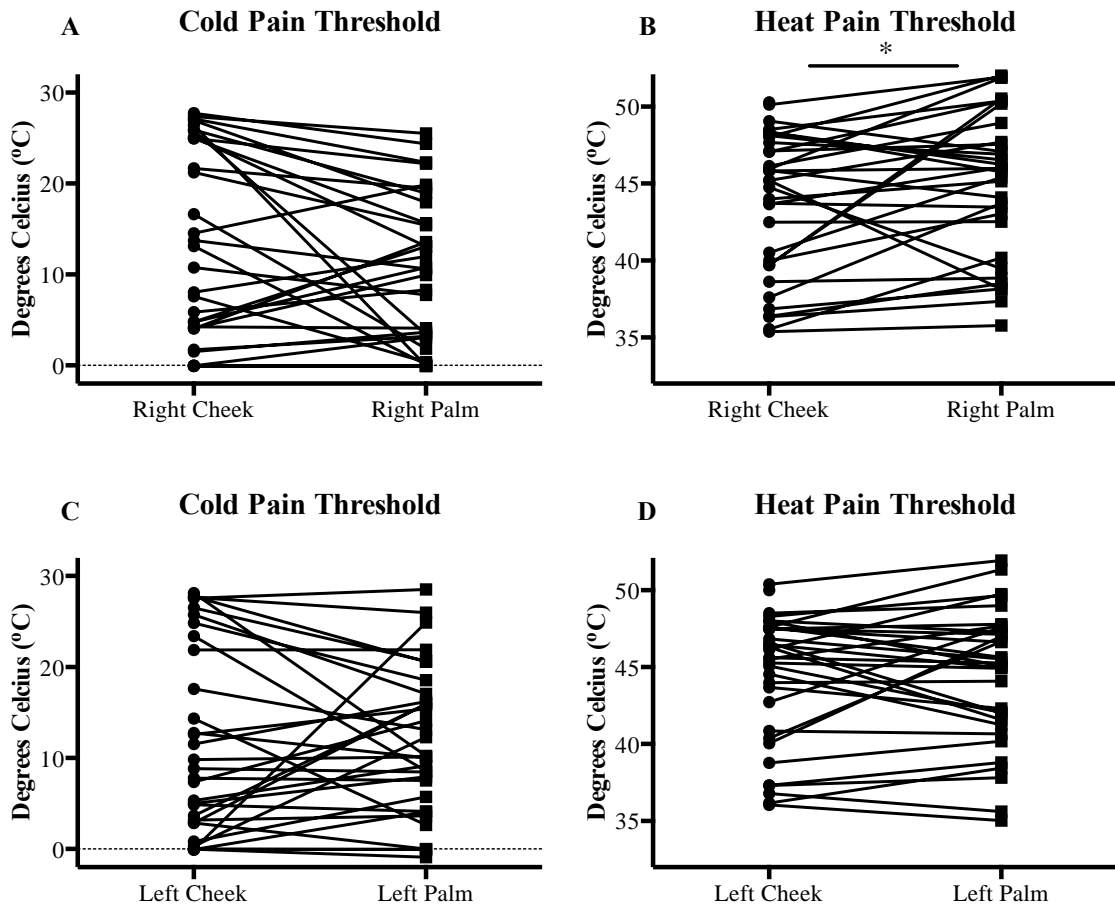 A
Cold Pain Threshold
Degrees Celcius (ºC)
30
20
10
0
Right Cheek
Right Palm
B
Heat Pain Threshold
*
Degrees Celcius (ºC)
50
45
40
35
Right Cheek
Right Palm
C
Cold Pain Threshold
Degrees Celcius (ºC)
30
20
10
0
Left Cheek
Left Palm
D
Heat Pain Threshold
Degrees Celcius (ºC)
50
45
40
35
Left Cheek
Left Palm